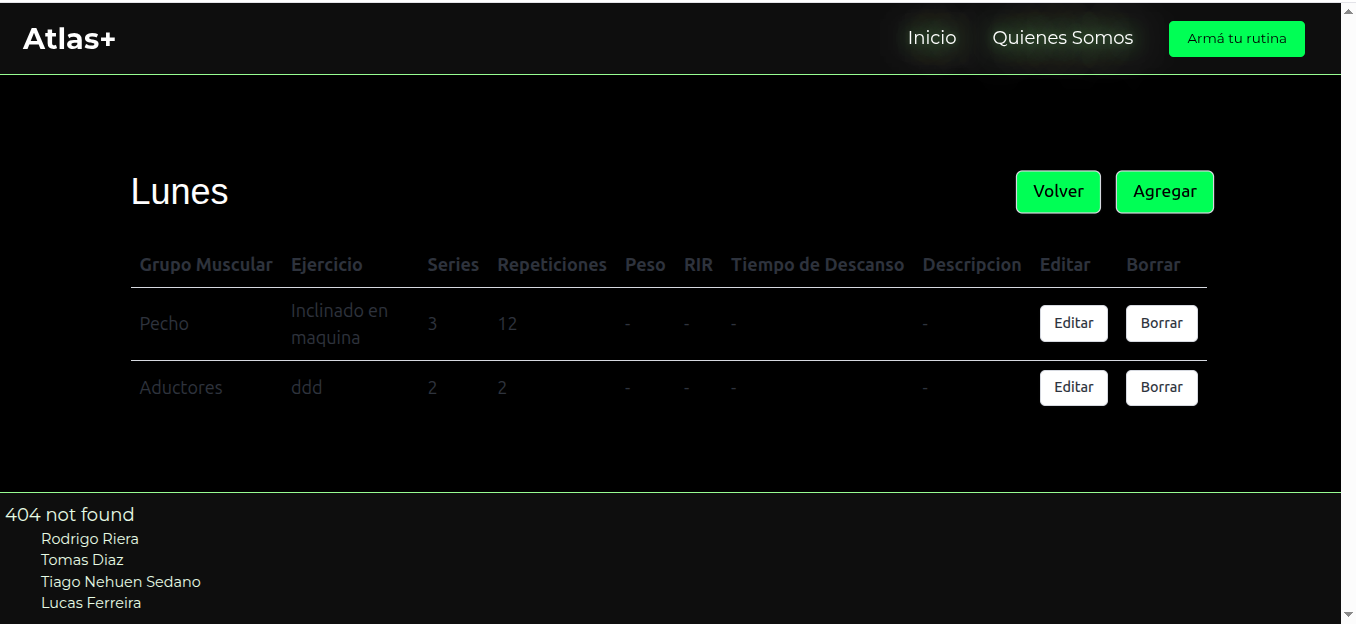 Atlas+ Inicio Quienes Somos Armá tu rutina
Lunes Volver Agregar
Grupo Muscular Ejercicio Series Repeticiones Peso RIR Tiempo de Descanso Descripcion Editar Borrar
Pecho Inclinado en maquina 3 12 - - - - Editar Borrar
Aductores ddd 2 2 - - - - Editar Borrar
404 not found
Rodrigo Riera
Tomas Diaz
Tiago Nehuen Sedano
Lucas Ferreira